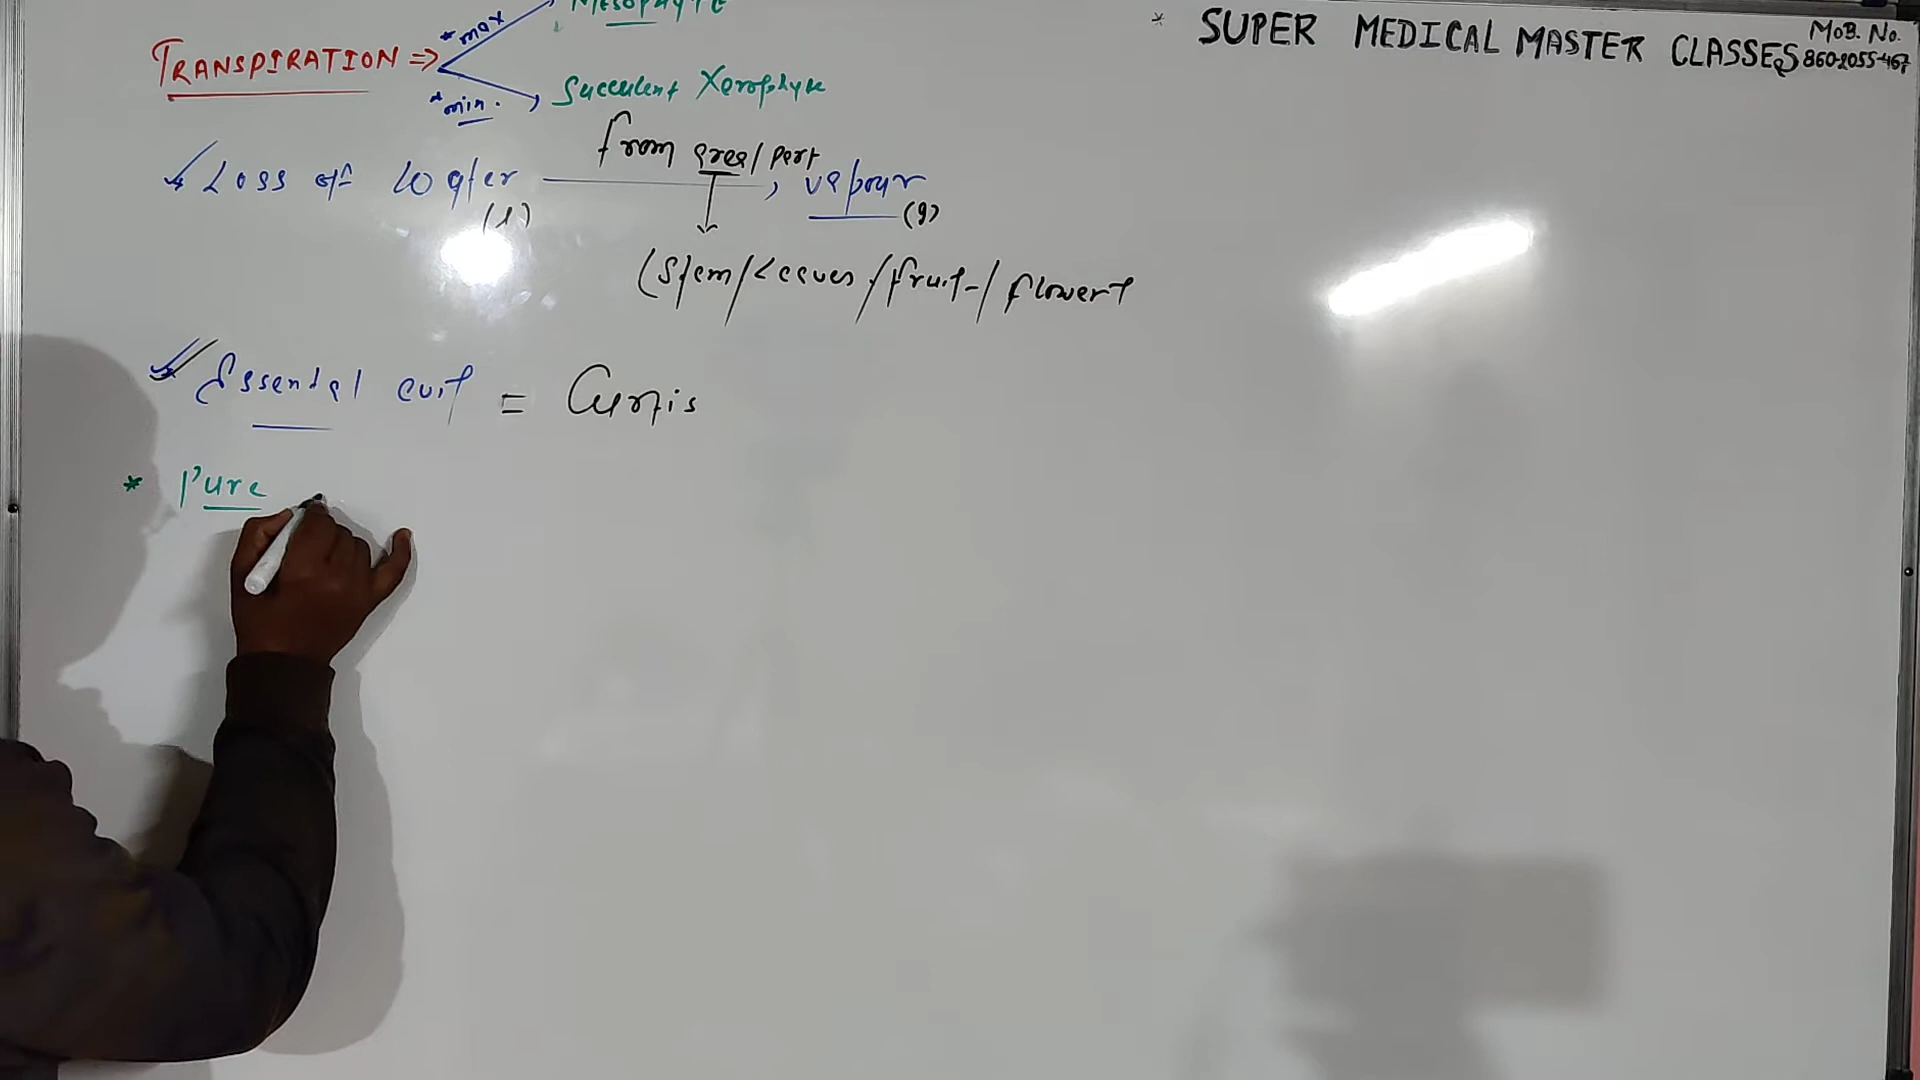 MESOPHYTE
* SUPER MEDICAL MASTER CLASSES
MOB. No.
860-2055-467
TRANSPIRATION ⇒
*max
*min.
Succulent Xerophyte
from area/part
Loss of water → vapour
(l) (g)
(Stem/Leaves/fruit-/flower
Essential evil = Curtis
* Pure